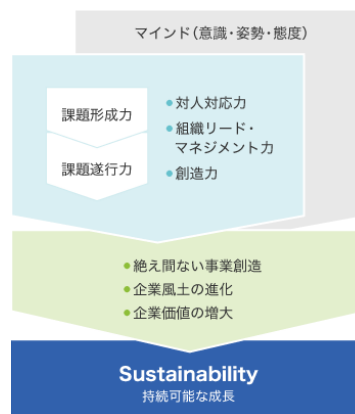 マインド（意識・姿勢・態度）
課題形成力
課題遂行力
●対人対応力
●組織リード・
マネジメント力
●創造力
●絶え間ない事業創造
●企業風土の進化
●企業価値の増大
Sustainability
持続可能な成長